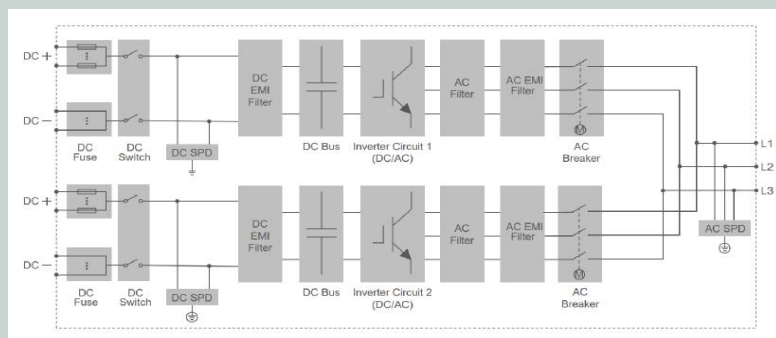 DC +
DC −
DC
Fuse
DC
Switch
DC SPD
DC
EMI
Filter
DC Bus
Inverter Circuit 1
(DC/AC)
AC
Filter
AC EMI
Filter
M
AC
Breaker
L1
L2
L3
AC SPD
DC +
DC −
DC
Fuse
DC
Switch
DC SPD
DC
EMI
Filter
DC Bus
Inverter Circuit 2
(DC/AC)
AC
Filter
AC EMI
Filter
M
AC
Breaker